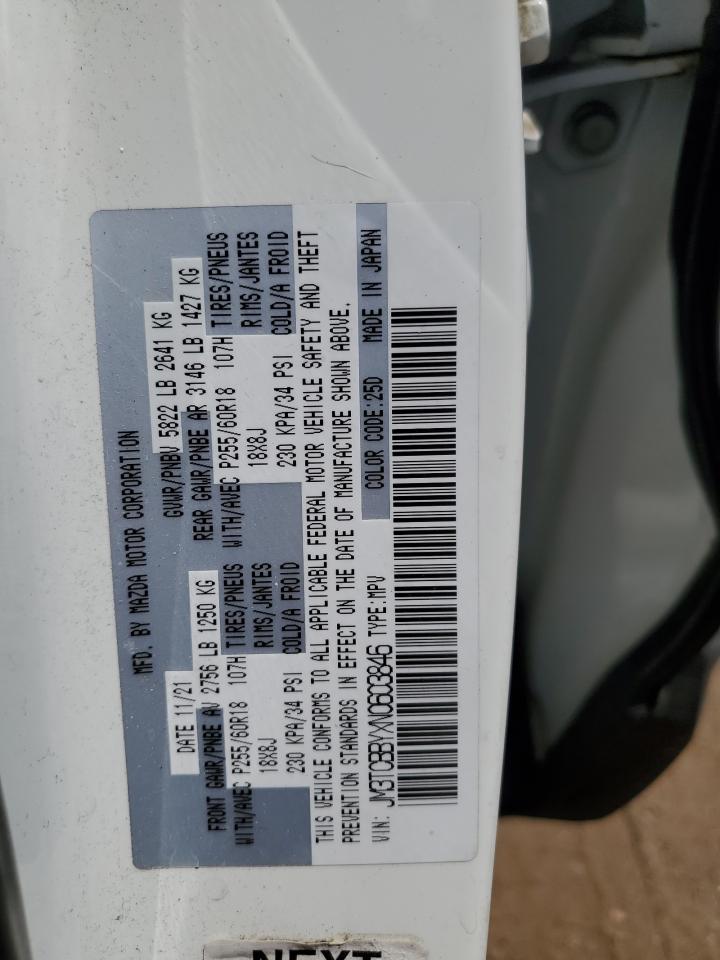 MFD. BY MAZDA MOTOR CORPORATION
DATE 11/21 GVWR/PNBV 5822 LB 2641 KG
FRONT GAWR/PNBE AV 2756 LB 1250 KG REAR GAWR/PNBE AR 3146 LB 1427 KG
WITH/AVEC P255/60R18 107H TIRES/PNEUS WITH/AVEC P255/60R18 107H TIRES/PNEUS
18X8J RIMS/JANTES 18X8J RIMS/JANTES
230 KPA/34 PSI COLD/A FROID 230 KPA/34 PSI COLD/A FROID
THIS VEHICLE CONFORMS TO ALL APPLICABLE FEDERAL MOTOR VEHICLE SAFETY AND THEFT
PREVENTION STANDARDS IN EFFECT ON THE DATE OF MANUFACTURE SHOWN ABOVE.
VIN: JM3TCBBYXN0603846 TYPE:MPV COLOR CODE:25D MADE IN JAPAN
NEXT